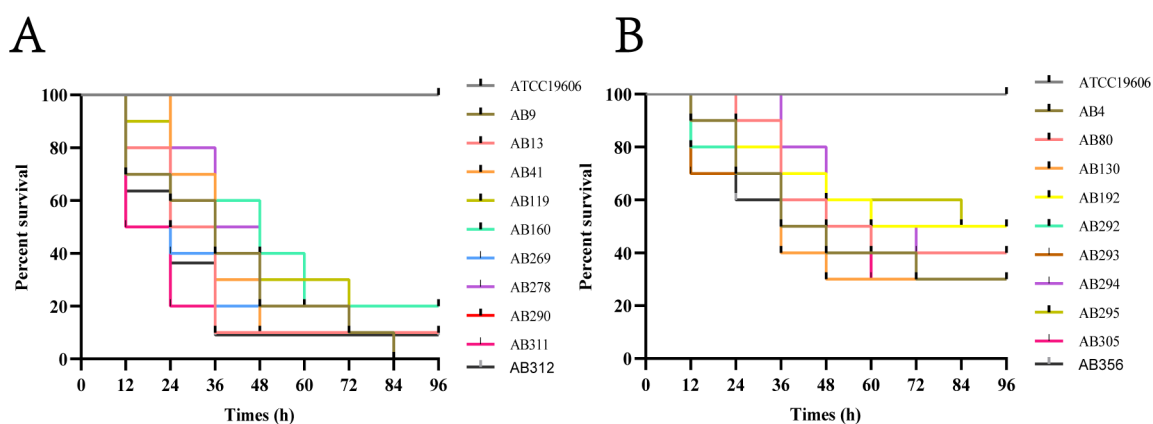 A
Percent survival
100
80
60
40
20
0
0 12 24 36 48 60 72 84 96
Times (h)
ATCC19606
AB9
AB13
AB41
AB119
AB160
AB269
AB278
AB290
AB311
AB312
B
Percent survival
100
80
60
40
20
0
0 12 24 36 48 60 72 84 96
Times (h)
ATCC19606
AB4
AB80
AB130
AB192
AB292
AB293
AB294
AB295
AB305
AB356